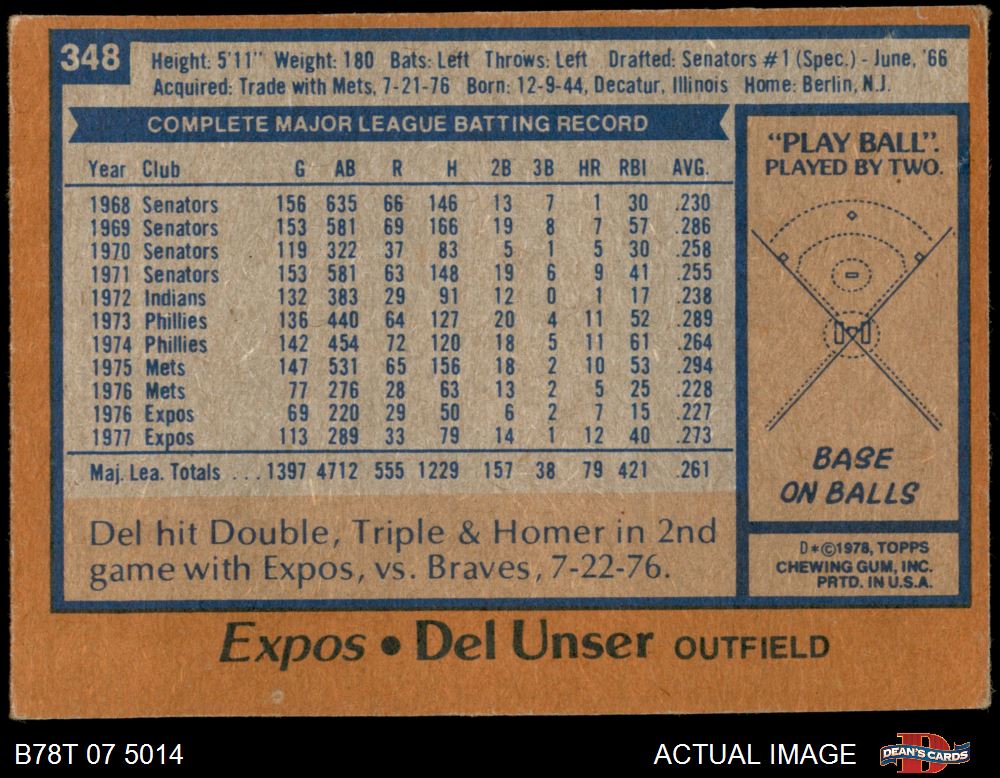 348
Height: 5'11" Weight: 180 Bats: Left Throws: Left Drafted: Senators #1 (Spec.) - June, '66
Acquired: Trade with Mets, 7-21-76 Born: 12-9-44, Decatur, Illinois Home: Berlin, N.J.
COMPLETE MAJOR LEAGUE BATTING RECORD
Year Club G AB R H 2B 3B HR RBI AVG.
1968 Senators 156 635 66 146 13 7 1 30 .230
1969 Senators 153 581 69 166 19 8 7 57 .286
1970 Senators 119 322 37 83 5 1 5 30 .258
1971 Senators 153 581 63 148 19 6 9 41 .255
1972 Indians 132 383 29 91 12 0 1 17 .238
1973 Phillies 136 440 64 127 20 4 11 52 .289
1974 Phillies 142 454 72 120 18 5 11 61 .264
1975 Mets 147 531 65 156 18 2 10 53 .294
1976 Mets 77 276 28 63 13 2 5 25 .228
1976 Expos 69 220 29 50 6 2 7 15 .227
1977 Expos 113 289 33 79 14 1 12 40 .273
Maj. Lea. Totals ... 1397 4712 555 1229 157 38 79 421 .261
Del hit Double, Triple & Homer in 2nd
game with Expos, vs. Braves, 7-22-76.
"PLAY BALL".
PLAYED BY TWO.
BASE
ON BALLS
D*©1978, TOPPS
CHEWING GUM, INC.
PRTD. IN U.S.A.
Expos • Del Unser OUTFIELD
B78T 07 5014
ACTUAL IMAGE
DEAN'S CARDS